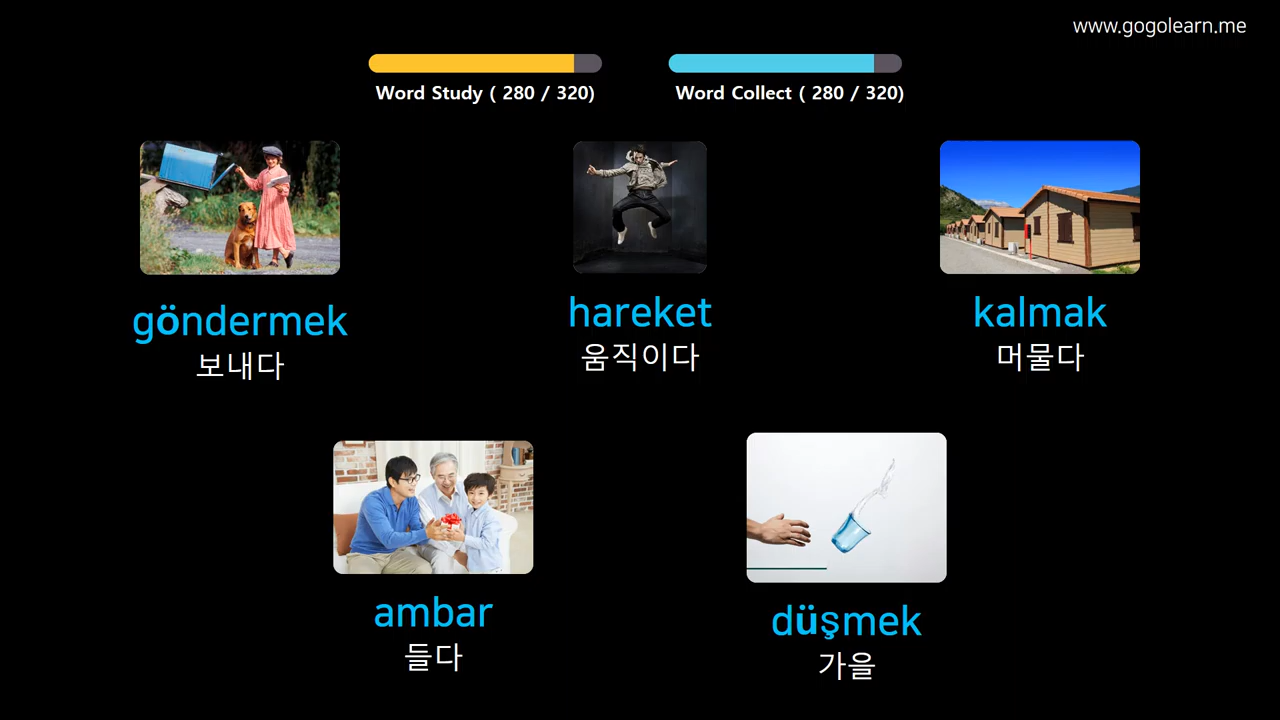 www.gogolearn.me
Word Study ( 280 / 320)
Word Collect ( 280 / 320)
göndermek
보내다
hareket
움직이다
kalmak
머물다
ambar
들다
düşmek
가을